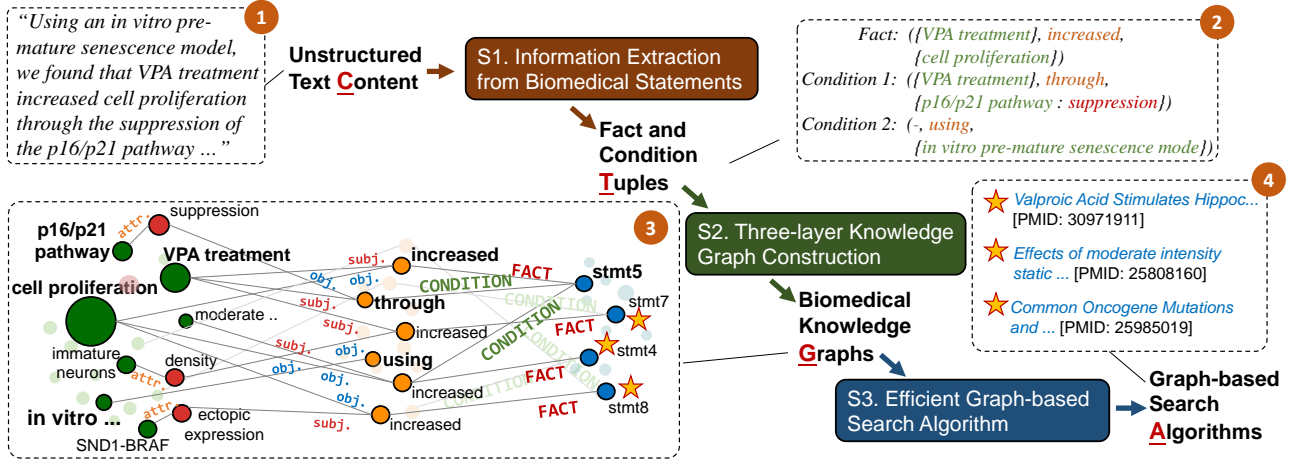 1
“Using an in vitro pre-
mature senescence model,
we found that VPA treatment
increased cell proliferation
through the suppression of
the p16/p21 pathway ...”
Unstructured
Text Content
S1. Information Extraction
from Biomedical Statements
2
Fact: ({VPA treatment}, increased,
{cell proliferation})
Condition 1: ({VPA treatment}, through,
{p16/p21 pathway : suppression})
Condition 2: (-, using,
{in vitro pre-mature senescence mode})
Fact and
Condition
Tuples
S2. Three-layer Knowledge
Graph Construction
Biomedical
Knowledge
Graphs
S3. Efficient Graph-based
Search Algorithm
Graph-based
Search
Algorithms
4
Valproic Acid Stimulates Hippoc...
[PMID: 30971911]
Effects of moderate intensity
static ... [PMID: 25808160]
Common Oncogene Mutations
and ... [PMID: 25985019]
3
p16/p21
pathway
attr.
suppression
VPA treatment
cell proliferation
moderate ..
immature
neurons
attr.
density
in vitro ...
attr.
ectopic
expression
SND1-BRAF
subj.
obj.
obj.
subj.
subj.
subj.
obj.
obj.
obj.
subj.
increased
through
increased
using
increased
increased
FACT
CONDITION
CONDITION
CONDITION
CONDITION
CONDITION
FACT
FACT
FACT
stmt5
stmt7
stmt4
stmt8